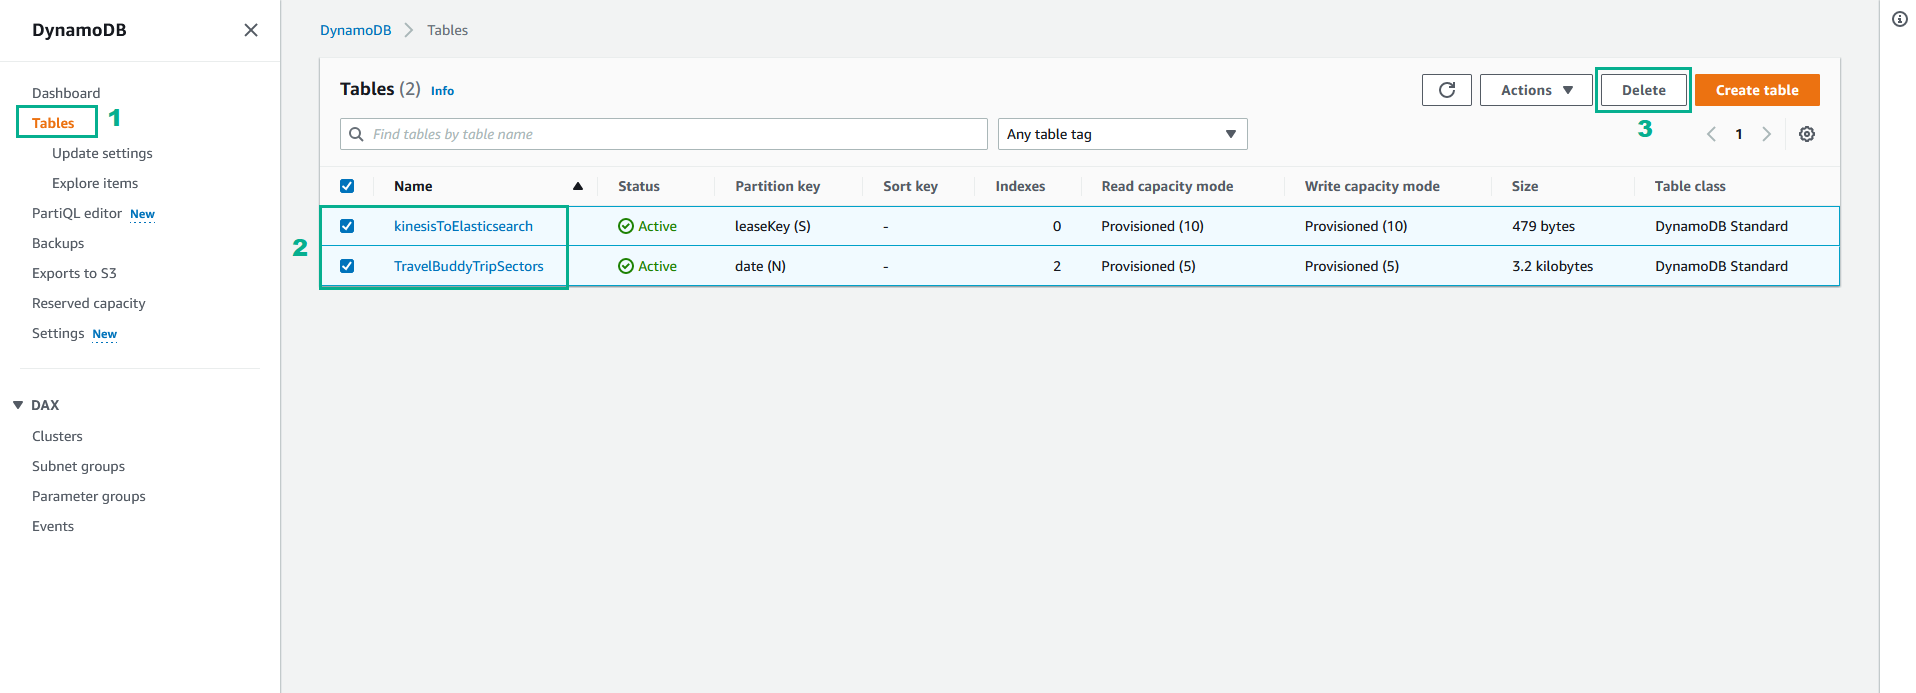 DynamoDB
Dashboard
Tables 1
Update settings
Explore items
PartiQL editor New
Backups
Exports to S3
Reserved capacity
Settings New
DAX
Clusters
Subnet groups
Parameter groups
Events
DynamoDB Tables
Tables (2) Info
Actions Delete Create table
3
Find tables by table name Any table tag 1
Name Status Partition key Sort key Indexes Read capacity mode Write capacity mode Size Table class
2
kinesisToElasticsearch Active leaseKey (S) - 0 Provisioned (10) Provisioned (10) 479 bytes DynamoDB Standard
TravelBuddyTripSectors Active date (N) - 2 Provisioned (5) Provisioned (5) 3.2 kilobytes DynamoDB Standard